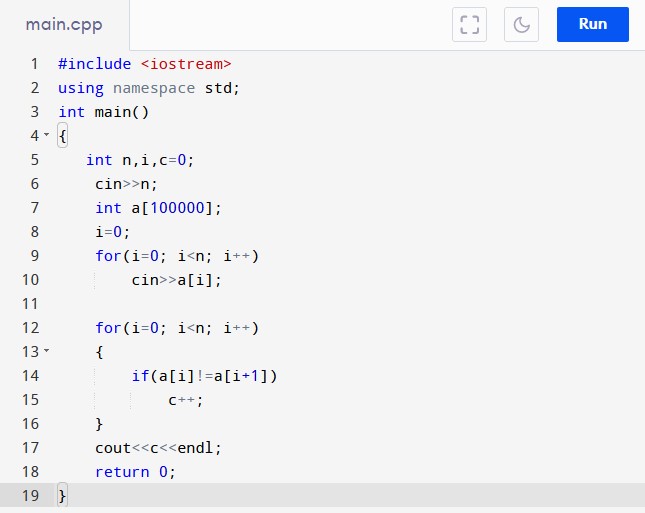 main.cpp
Run
1 #include <iostream>
2 using namespace std;
3 int main()
4 {
5    int n,i,c=0;
6     cin>>n;
7     int a[100000];
8     i=0;
9     for(i=0; i<n; i++)
10         cin>>a[i];
11
12     for(i=0; i<n; i++)
13     {
14         if(a[i]!=a[i+1])
15             c++;
16     }
17     cout<<c<<endl;
18     return 0;
19 }